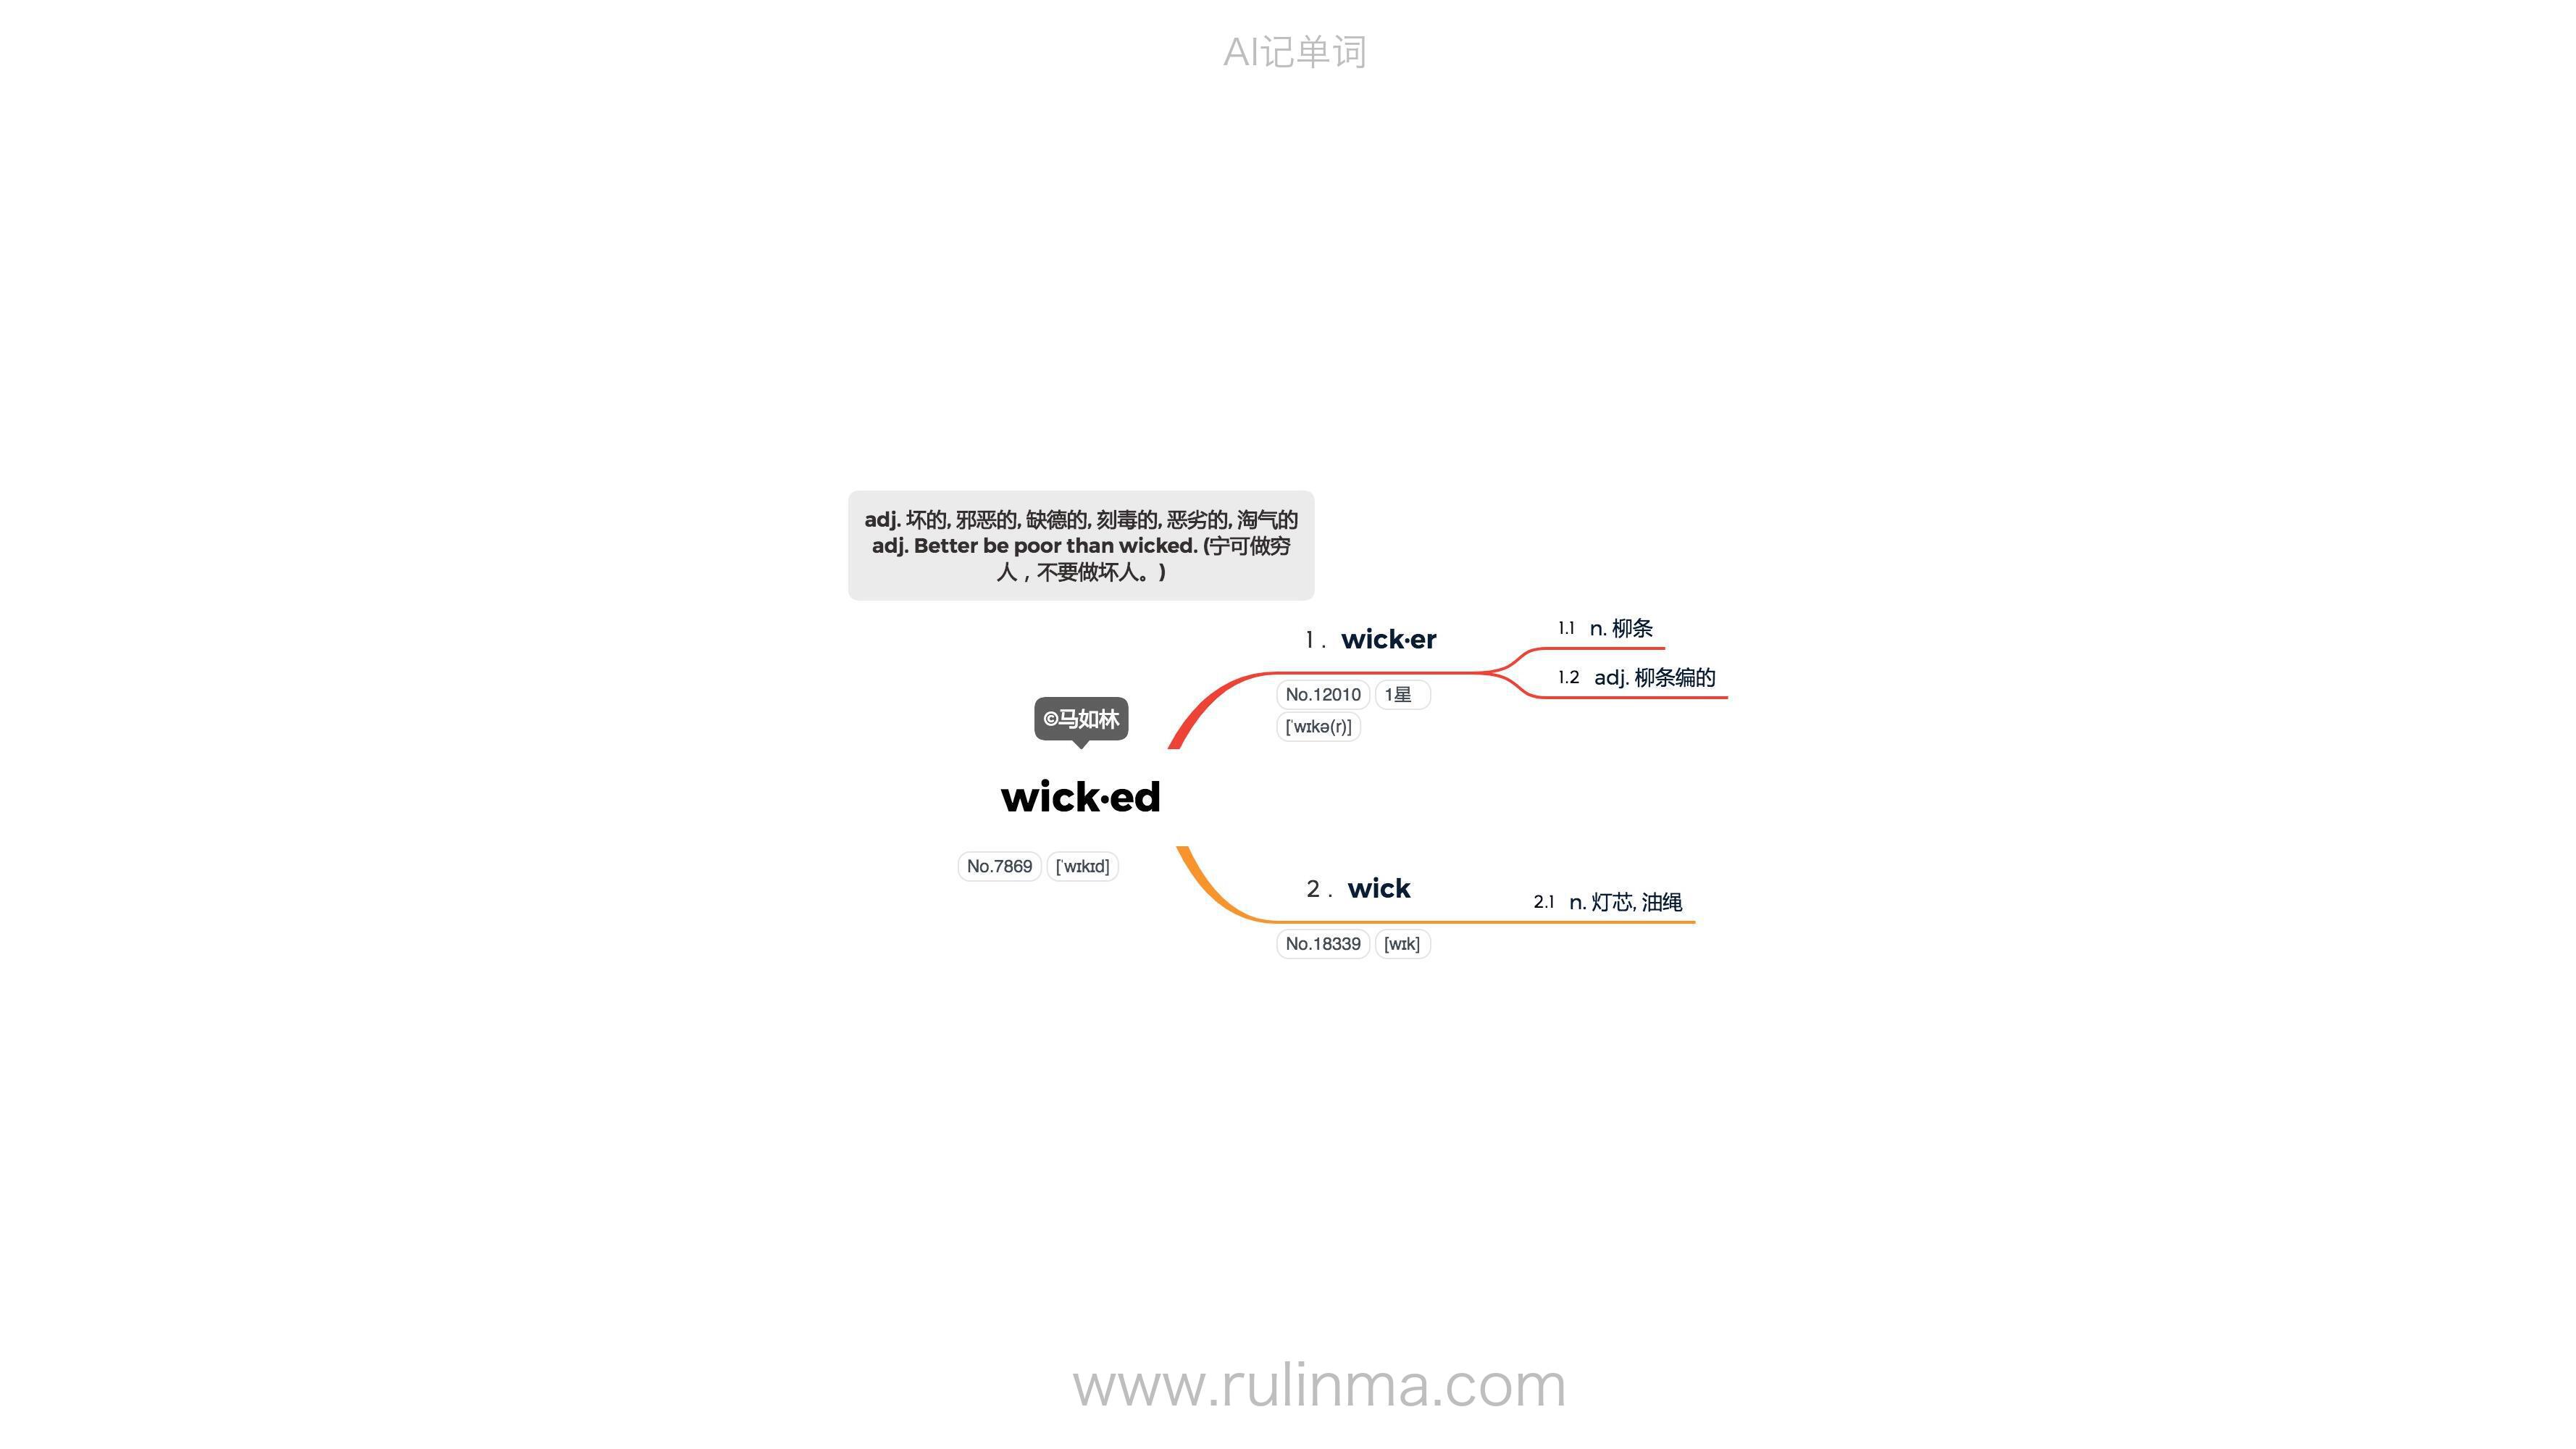 AI记单词
adj. 坏的, 邪恶的, 缺德的, 刻毒的, 恶劣的, 淘气的
adj. Better be poor than wicked. (宁可做穷
人，不要做坏人。)
©马如林
wick·ed
No.7869 [ˈwɪkɪd]
1. wick·er
No.12010 1星
[ˈwɪkə(r)]
1.1 n. 柳条
1.2 adj. 柳条编的
2. wick
No.18339 [wɪk]
2.1 n. 灯芯, 油绳
www.rulinma.com